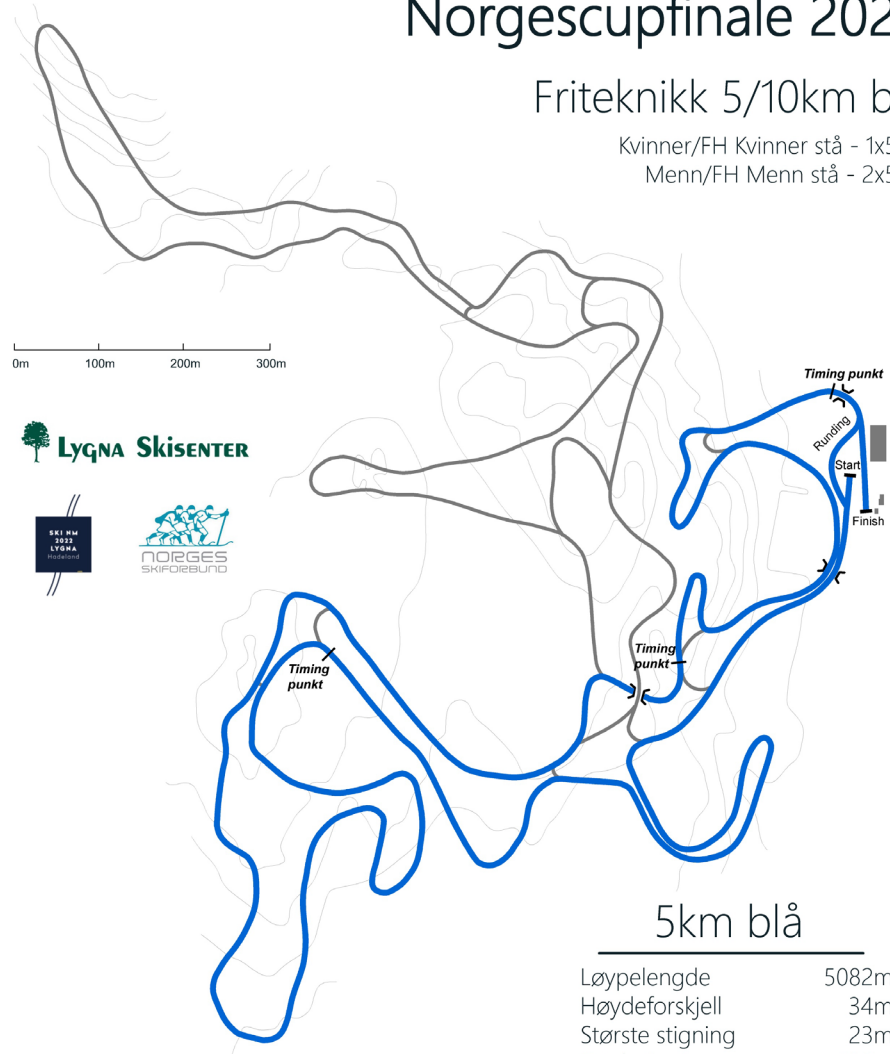 Norgescupfinale 202
Friteknikk 5/10km b
Kvinner/FH Kvinner stå - 1x5
Menn/FH Menn stå - 2x5
0m 100m 200m 300m
Timing punkt
Runding
Start
Finish
LYGNA SKISENTER
SKI NM
2022
LYGNA
Hadeland
NORGES
SKIFORBUND
Timing
punkt
Timing
punkt
5km blå
Løypelengde 5082m
Høydeforskjell 34m
Største stigning 23m